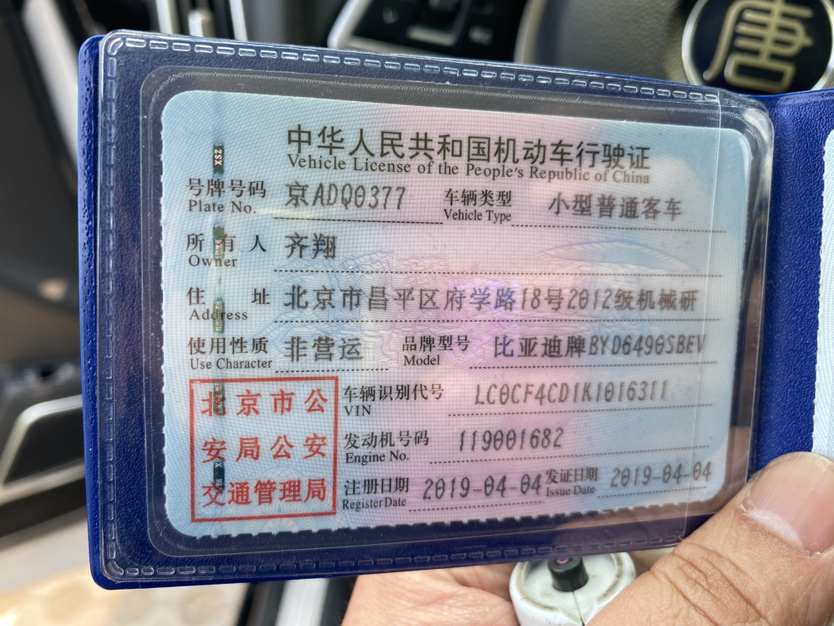 唐
XSZ
中华人民共和国机动车行驶证
Vehicle License of the People's Republic of China
号牌号码 京ADQ0377 车辆类型 小型普通客车
Plate No. Vehicle Type
所有人 齐翔
Owner
住址 北京市昌平区府学路18号2012级机械研
Address
使用性质 非营运 品牌型号 比亚迪牌BYD6490SBEV
Use Character Model
北京市公
安局公安
交通管理局
车辆识别代号 LC0CF4CD1K1016311
VIN
发动机号码 119001682
Engine No.
注册日期 2019-04-04 发证日期 2019-04-04
Register Date Issue Date